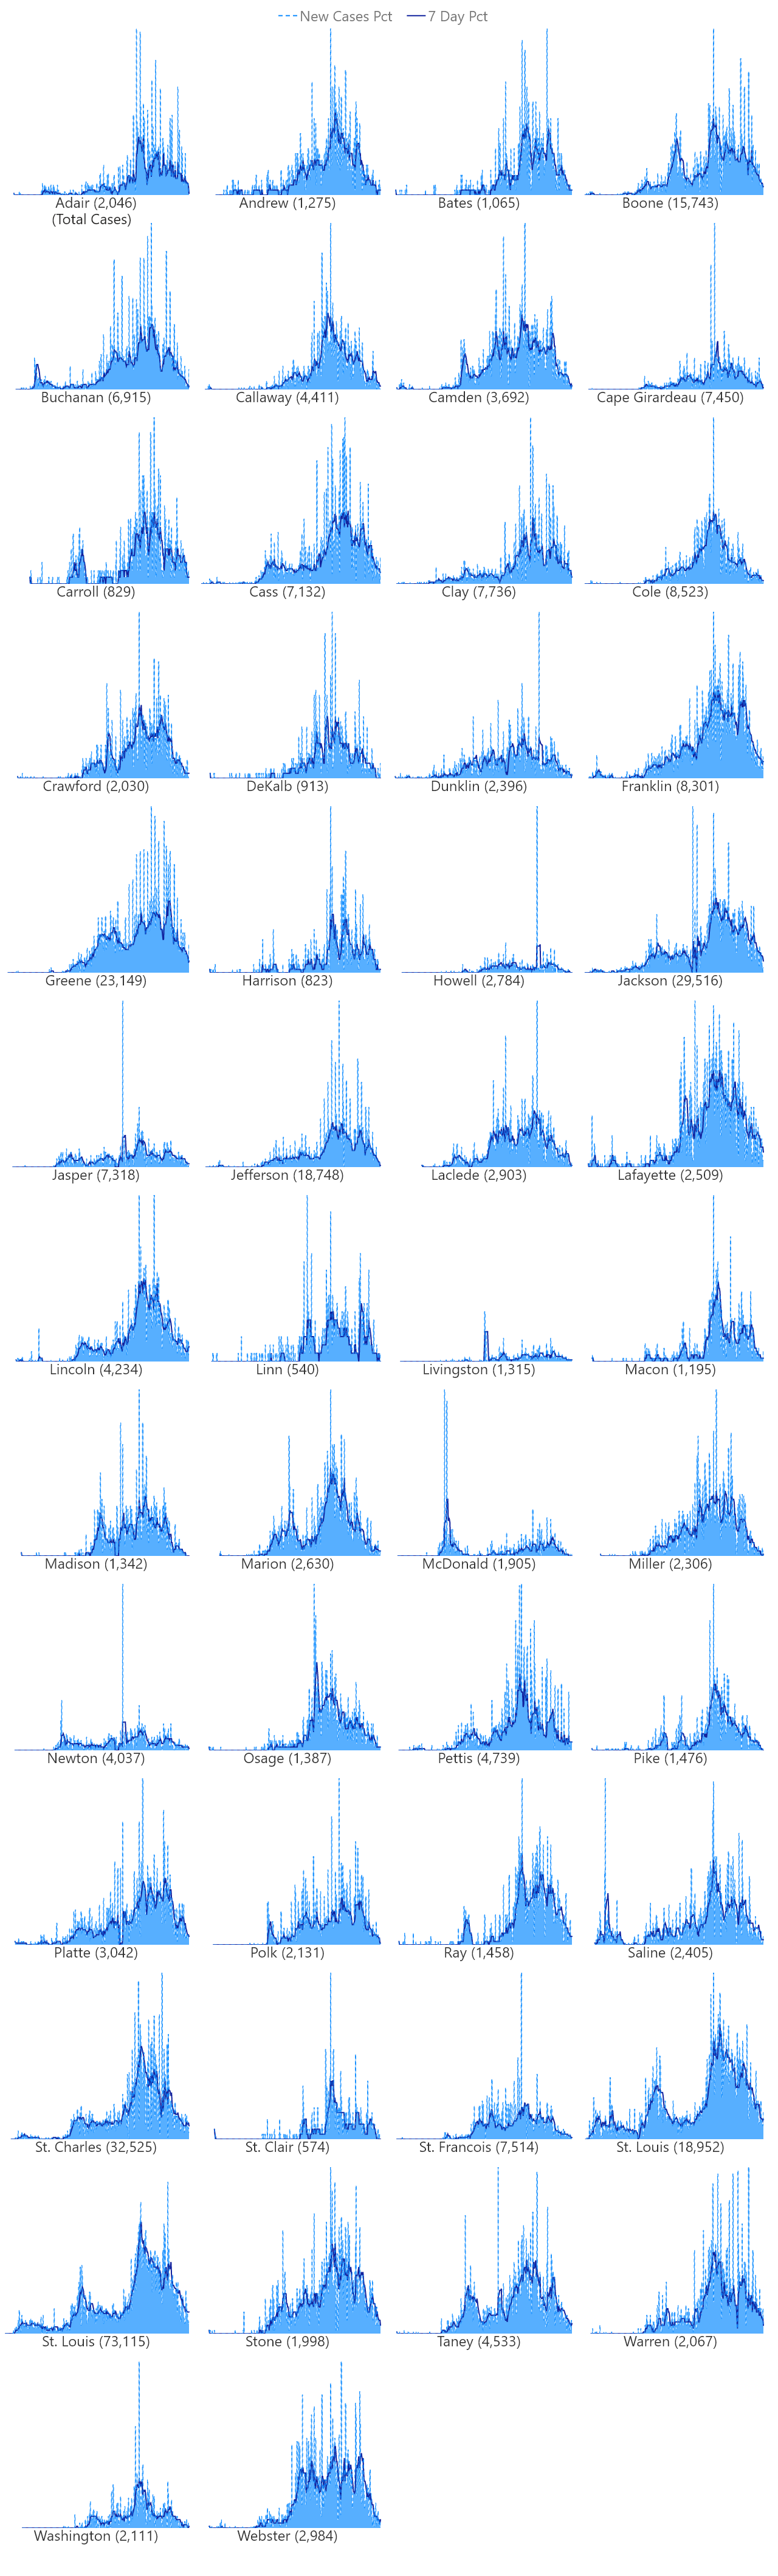 New Cases Pct 7 Day Pct
Adair (2,046) Andrew (1,275) Bates (1,065) Boone (15,743)
(Total Cases)
Buchanan (6,915) Callaway (4,411) Camden (3,692) Cape Girardeau (7,450)
Carroll (829) Cass (7,132) Clay (7,736) Cole (8,523)
Crawford (2,030) DeKalb (913) Dunklin (2,396) Franklin (8,301)
Greene (23,149) Harrison (823) Howell (2,784) Jackson (29,516)
Jasper (7,318) Jefferson (18,748) Laclede (2,903) Lafayette (2,509)
Lincoln (4,234) Linn (540) Livingston (1,315) Macon (1,195)
Madison (1,342) Marion (2,630) McDonald (1,905) Miller (2,306)
Newton (4,037) Osage (1,387) Pettis (4,739) Pike (1,476)
Platte (3,042) Polk (2,131) Ray (1,458) Saline (2,405)
St. Charles (32,525) St. Clair (574) St. Francois (7,514) St. Louis (18,952)
St. Louis (73,115) Stone (1,998) Taney (4,533) Warren (2,067)
Washington (2,111) Webster (2,984)